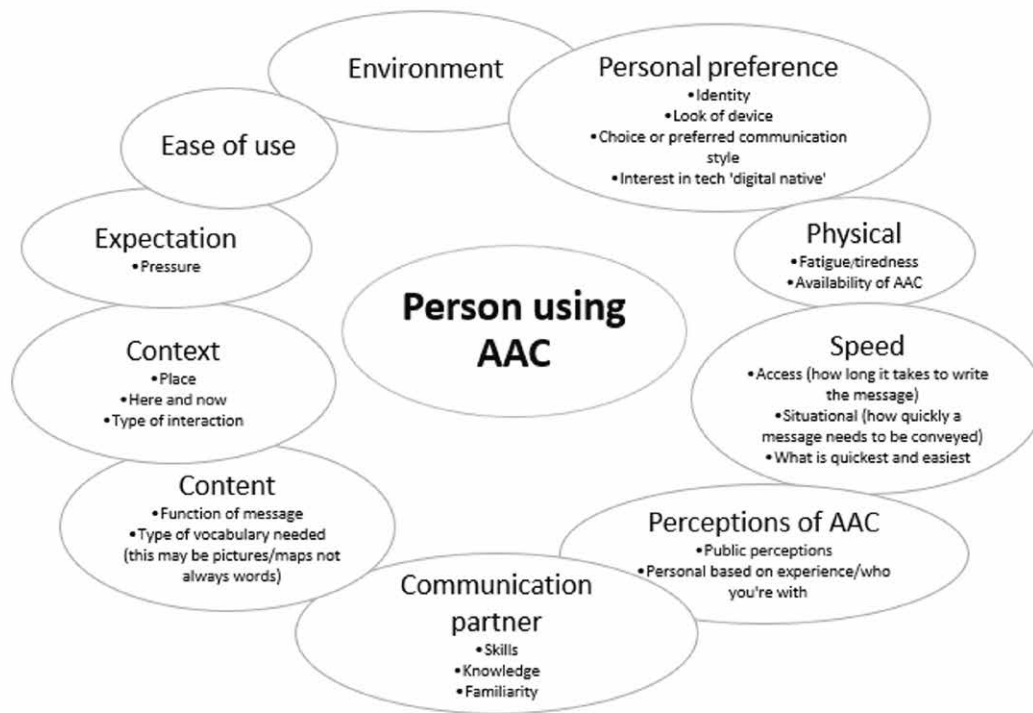 Environment
Personal preference
•Identity
•Look of device
•Choice or preferred communication
style
•Interest in tech 'digital native'
Physical
•Fatigue/tiredness
•Availability of AAC
Speed
•Access (how long it takes to write
the message)
•Situational (how quickly a
message needs to be conveyed)
•What is quickest and easiest
Perceptions of AAC
•Public perceptions
•Personal based on experience/who
you're with
Communication
partner
•Skills
•Knowledge
•Familiarity
Content
•Function of message
•Type of vocabulary needed
(this may be pictures/maps not
always words)
Context
•Place
•Here and now
•Type of interaction
Expectation
•Pressure
Ease of use
Person using
AAC